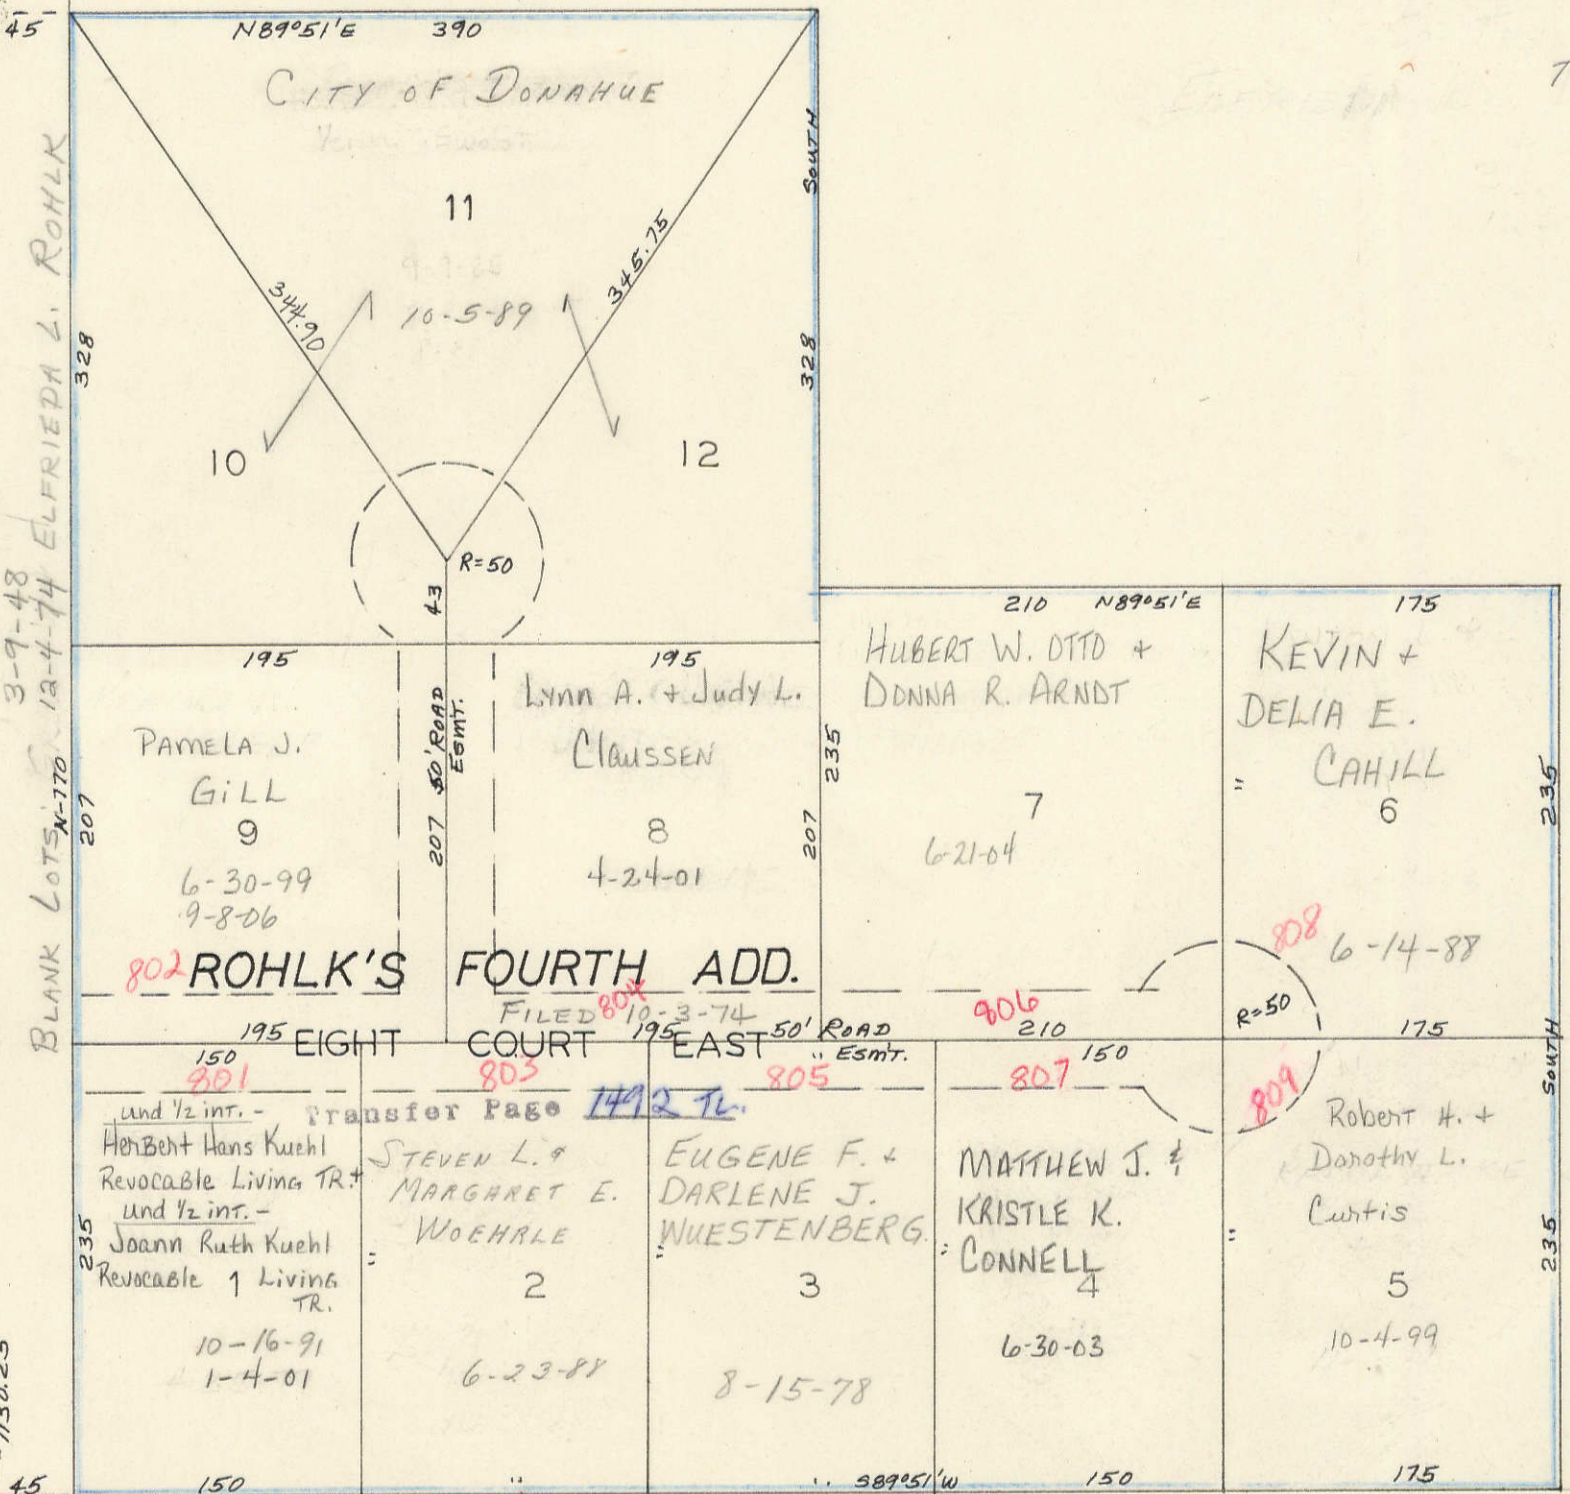 45
N89°51'E 390
CITY OF DONAHUE
SOUTH
11
344.90
345.75
10-5-89
328
328
10
12
R=50
43
BLANK LOTS,
3-9-48
12-4-74 ELFRIEDA L. ROHLK
N-770
195
195
PAMELA J.
GILL
9
6-30-99
9-8-06
207
207 50' ROAD
ESMT.
Lynn A. + Judy L.
Claussen
8
4-24-01
207
210 N89°51'E
HUBERT W. OTTO +
DONNA R. ARNDT
235
7
6-21-04
175
KEVIN +
DELIA E.
CAHILL
"
6
235
808
6-14-88
802
ROHLK'S FOURTH ADD.
804
FILED 10-3-74
806
R=50
195
195
50' ROAD
210
175
EIGHT COURT EAST
150
"
ESMT.
150
801
803
805
807
809
SOUTH
Transfer Page 1492 TL.
und 1/2 int. -
Herbert Hans Kuehl
Revocable Living TR. +
und 1/2 int. -
Joann Ruth Kuehl
Revocable 1 Living
TR.
235
10-16-91
1-4-01
STEVEN L. &
MARGARET E.
WOEHRLE
"
2
6-23-88
EUGENE F. +
DARLENE J.
WUESTENBERG
"
3
8-15-78
MATTHEW J. &
KRISTLE K.
CONNELL
"
4
6-30-03
Robert H. +
Dorothy L.
Curtis
"
5
235
10-4-99
1130.25
45
150
"
"
S89°51'W
150
175